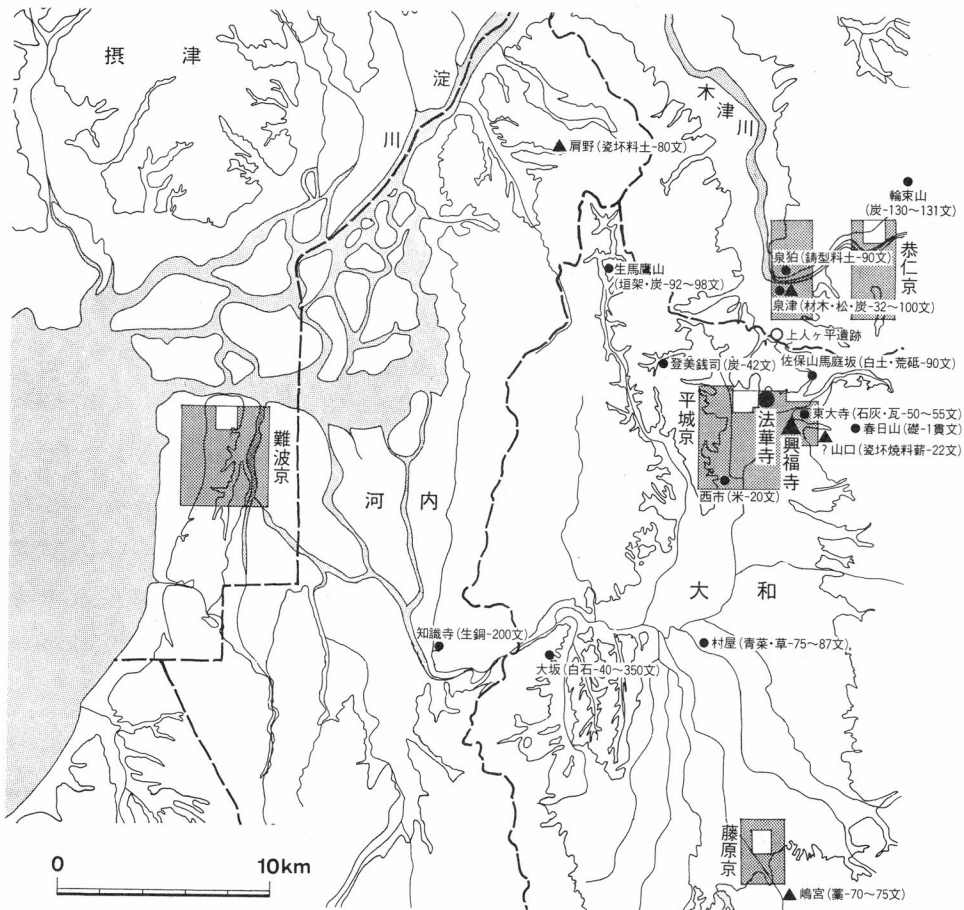 摂津
淀川
木津川
肩野(瓷坏料土-80文)
輪束山
(炭-130～131文)
泉狛(鋳型料土-90文)
恭仁京
生馬鷹山
(垣架・炭-92～98文)
泉津(材木・松・炭-32～100文)
上人ヶ平遺跡
登美銭司(炭-42文)
佐保山馬庭坂(白土・荒砥-90文)
平城京
法華寺
東大寺(石灰・瓦-50～55文)
春日山(礎-1貫文)
興福寺
?山口(瓷坏焼料薪-22文)
難波京
西市(米-20文)
河内
大和
知識寺(生銅-200文)
村屋(青菜・草-75～87文)
大坂(白石-40～350文)
藤原京
0 10km
嶋宮(藁-70～75文)